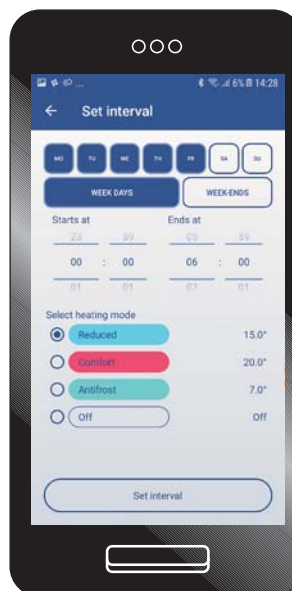 ... 6% 14:28
← Set interval
MO TU WE TH FR SA SU
WEEK DAYS WEEK-ENDS
Starts at Ends at
23 59 05 59
00 : 00 06 : 00
01 01 07 01
Select heating mode
Reduced 15.0°
Comfort 20.0°
Antifrost 7.0°
Off Off
Set interval